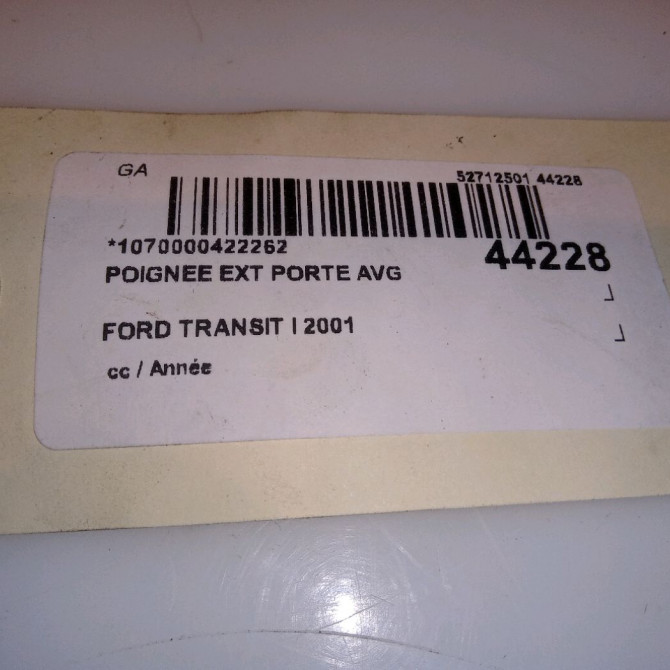 GA 52712501 44228
*1070000422262 44228
POIGNEE EXT PORTE AVG
FORD TRANSIT I 2001
cc / Année